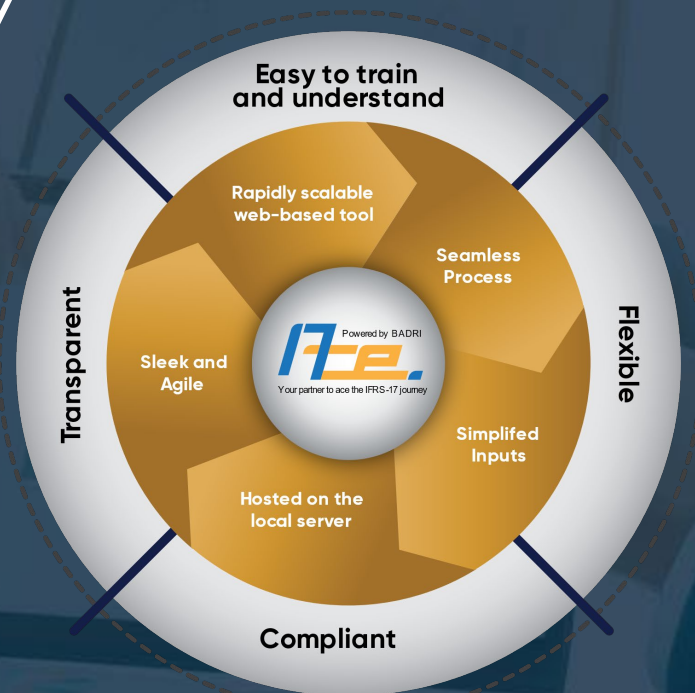 Easy to train
and understand
Rapidly scalable
web-based tool
Seamless
Process
Flexible
Transparent
Sleek and
Agile
Powered by BADRI
I7ce.
Your partner to ace the IFRS-17 journey
Simplifed
Inputs
Hosted on the
local server
Compliant